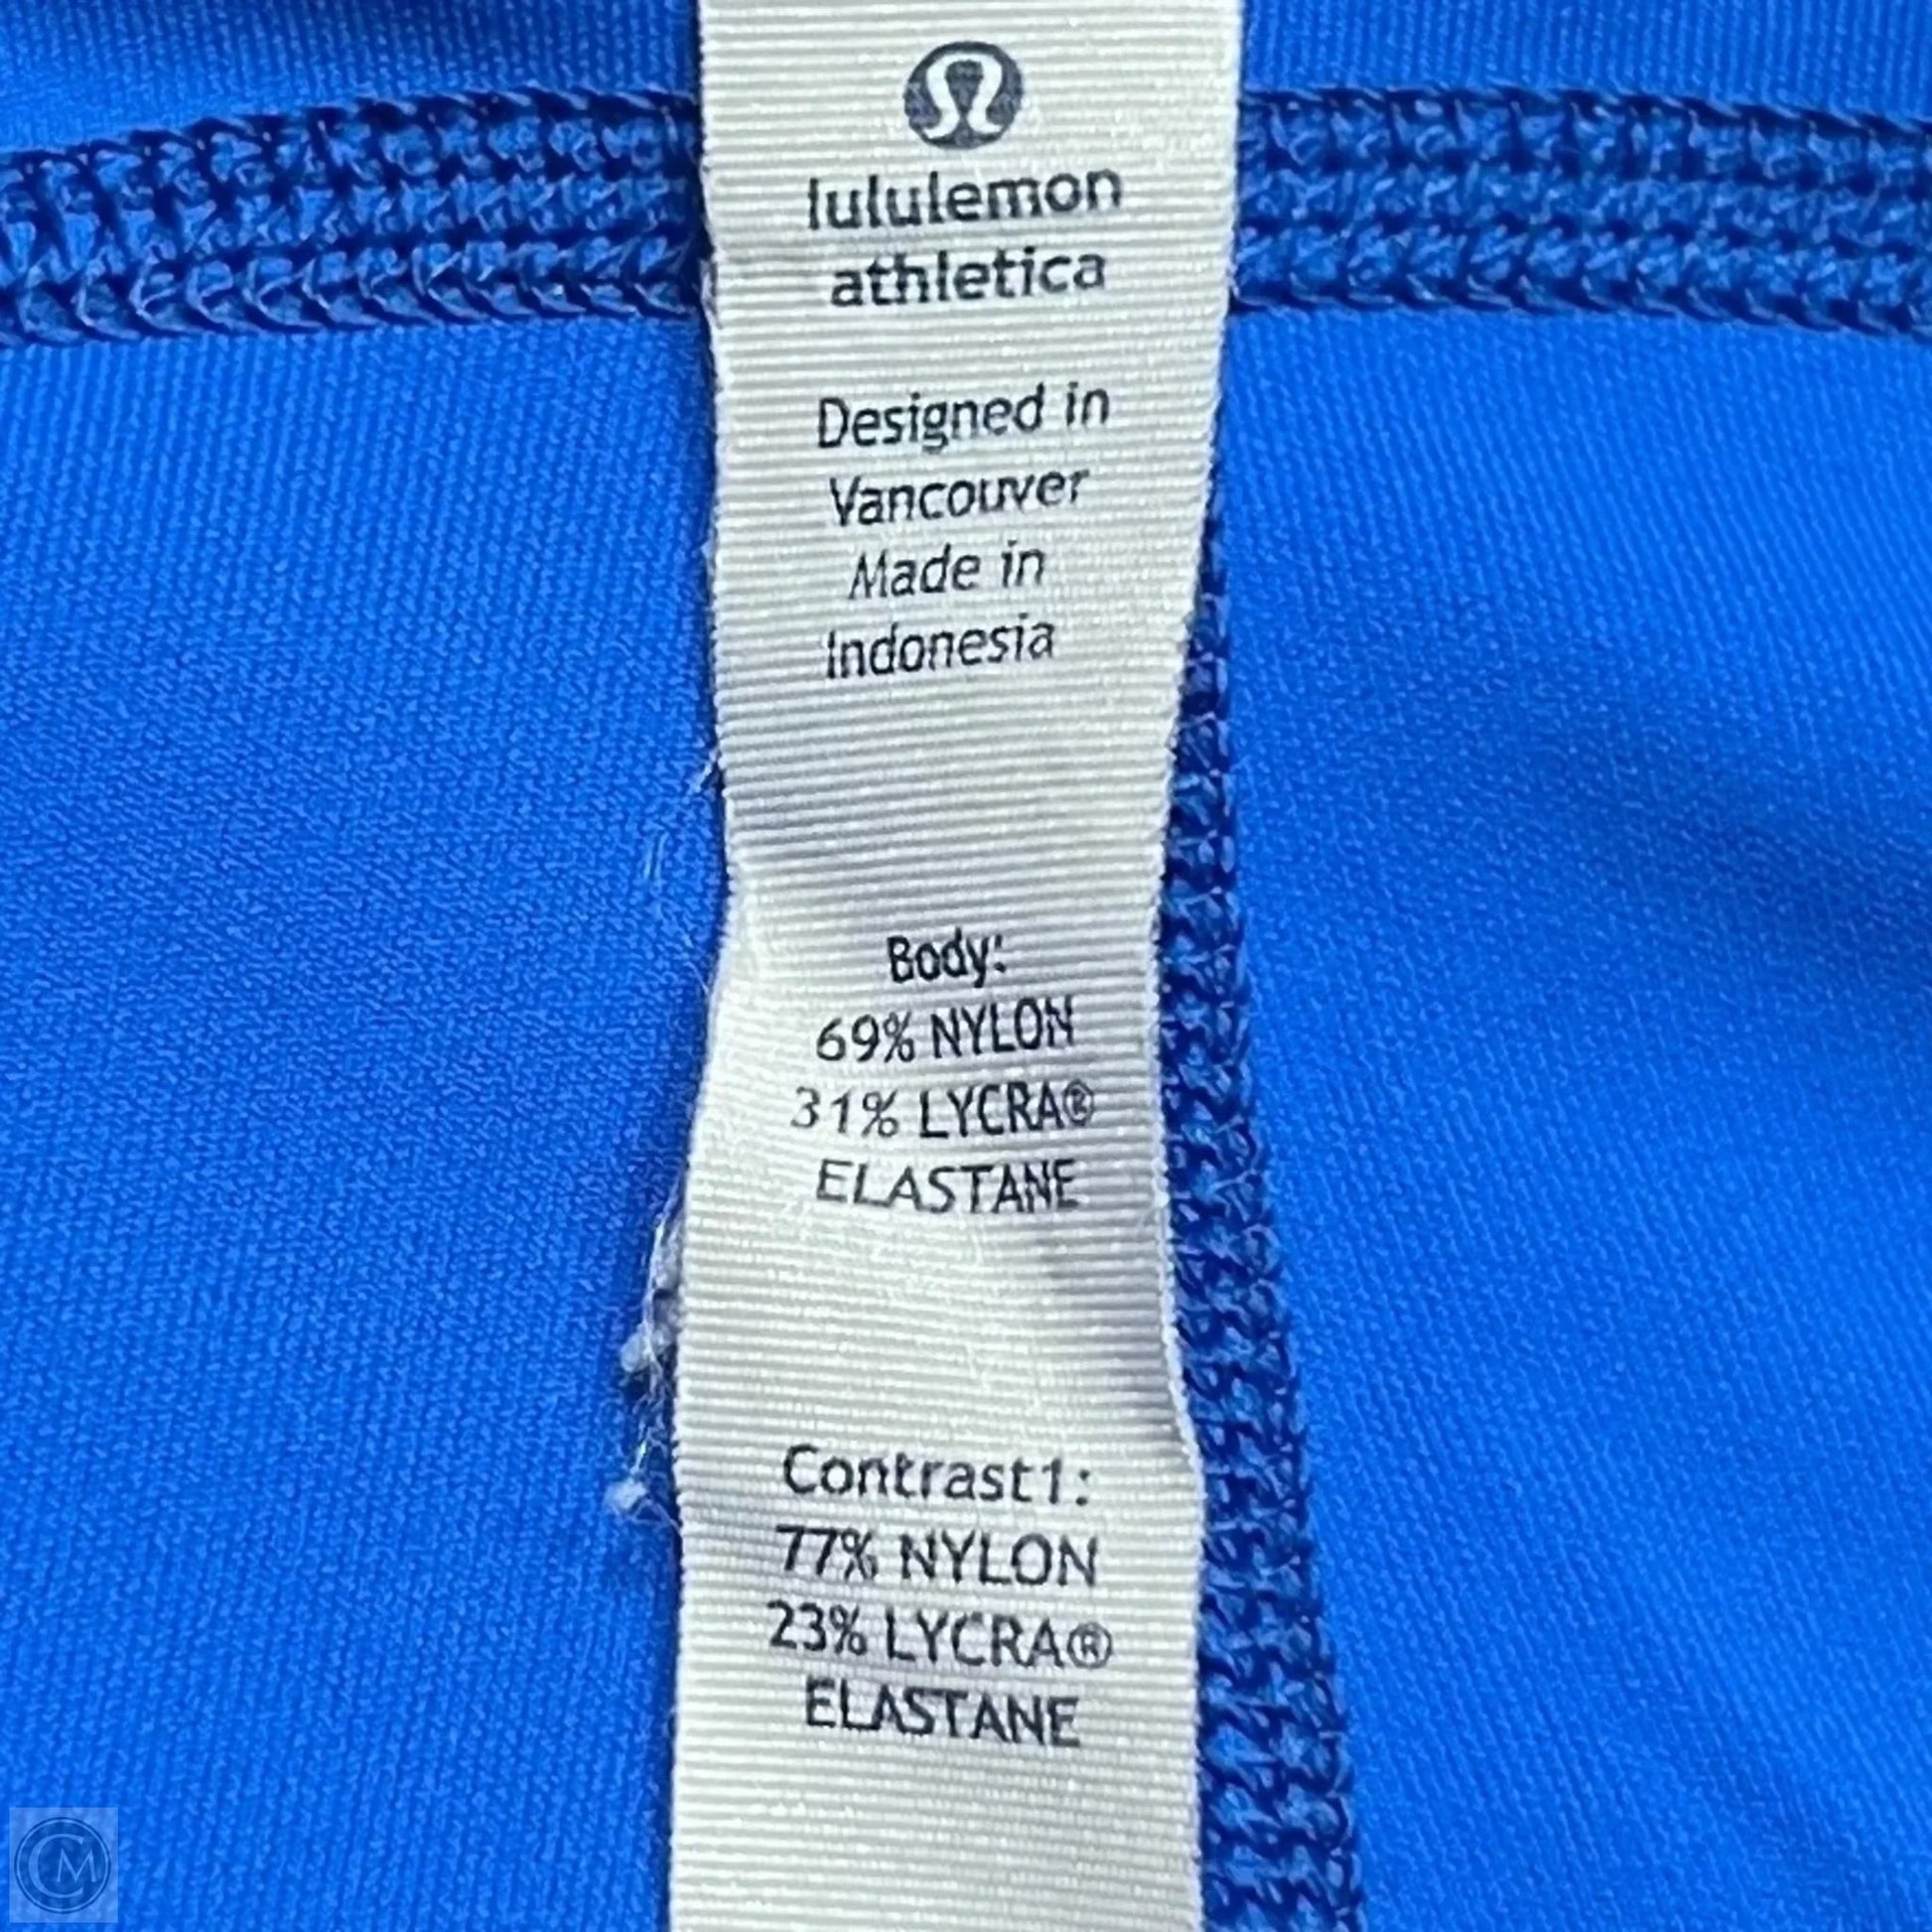 lululemon
athletica
Designed in
Vancouver
Made in
Indonesia
Body:
69% NYLON
31% LYCRA®
ELASTANE
Contrast1:
77% NYLON
23% LYCRA®
ELASTANE
CM